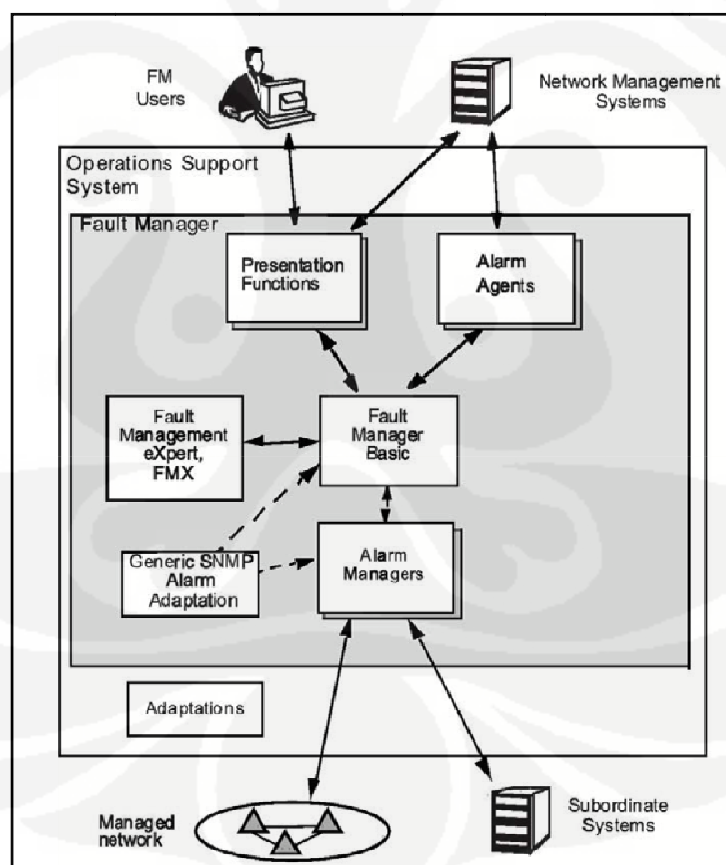 FM
Users
Network Management
Systems
Operations Support
System
Fault Manager
Presentation
Functions
Alarm
Agents
Fault
Management
eXpert,
FMX
Fault
Manager
Basic
Generic SNMP
Alarm
Adaptation
Alarm
Managers
Adaptations
Managed
network
Subordinate
Systems